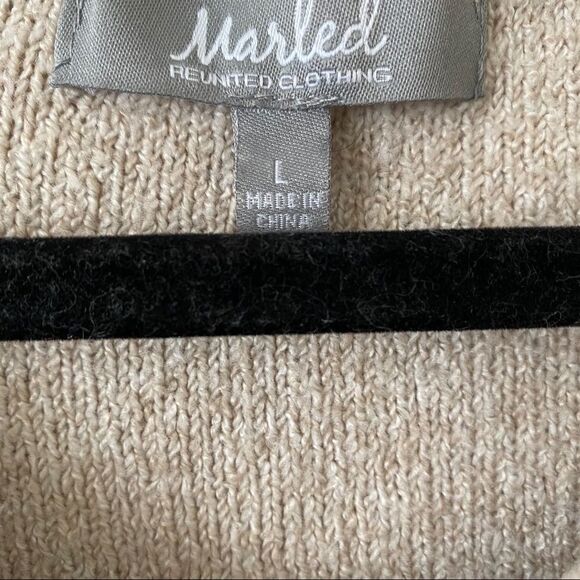 Marled
REUNITED CLOTHING
L
MADE IN
CHINA